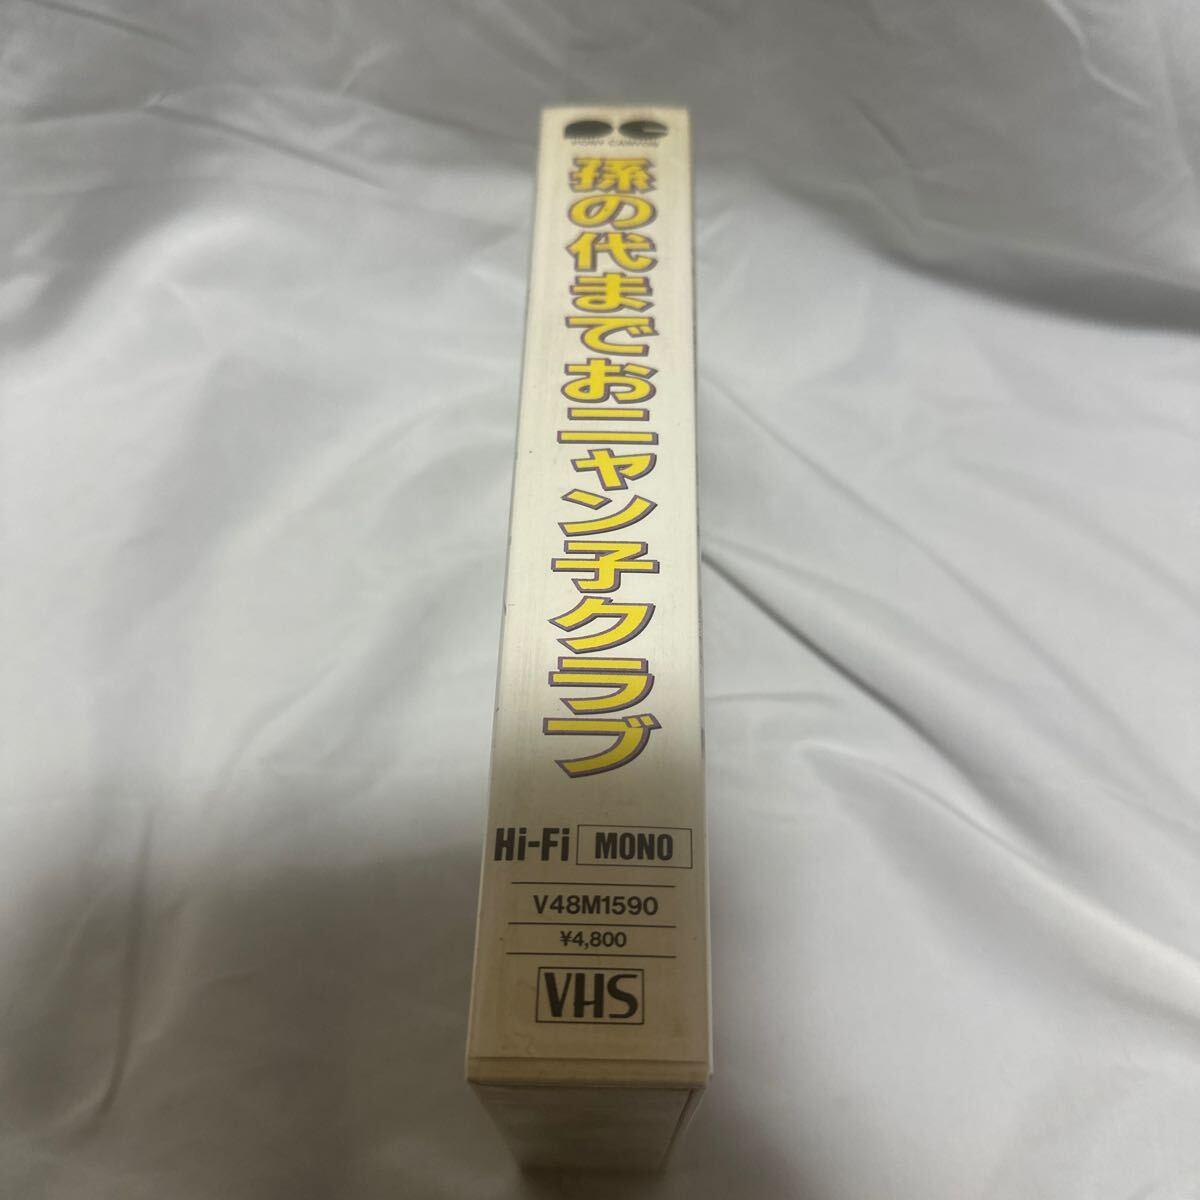 PONY CANYON
孫の代までおニャン子クラブ
Hi-Fi MONO
V48M1590
¥4,800
VHS